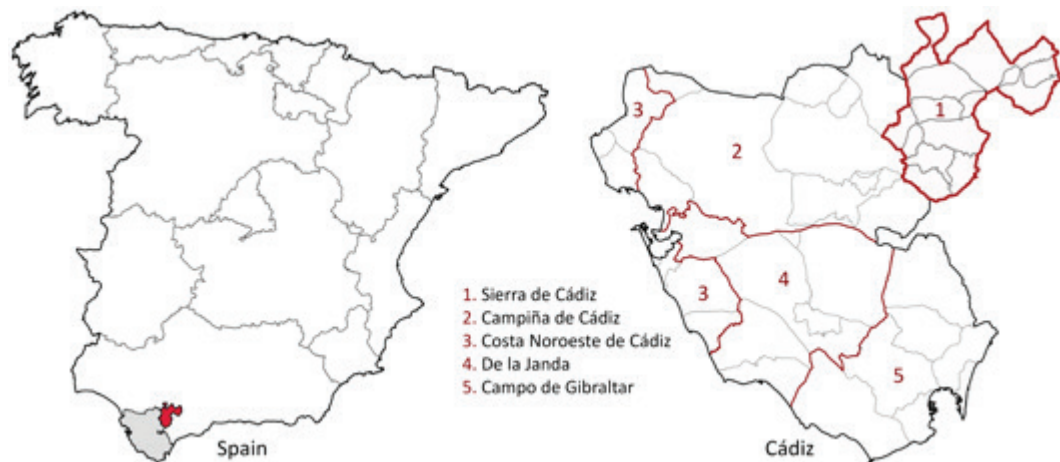 1
3
2
3
4
5
1. Sierra de Cádiz
2. Campiña de Cádiz
3. Costa Noroeste de Cádiz
4. De la Janda
5. Campo de Gibraltar
Spain
Cádiz